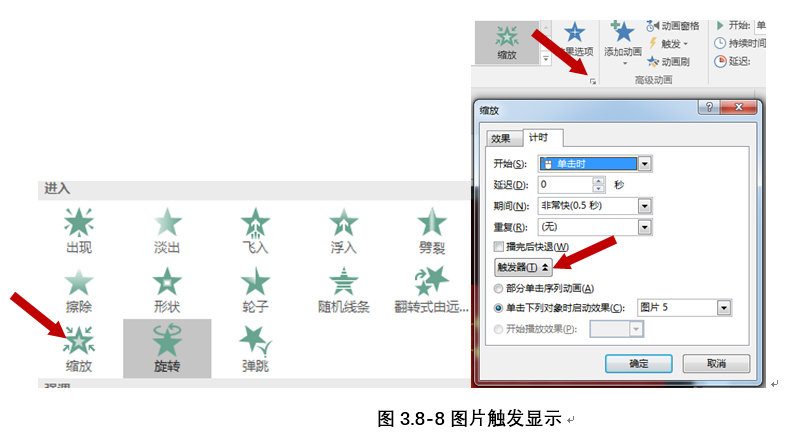 进入
出现 淡出 飞入 浮入 劈裂
擦除 形状 轮子 随机线条 翻转式由远...
缩放 旋转 弹跳
缩放 果选项 添加动画 动画窗格 开始: 单
触发 持续时间
动画刷 延迟:
高级动画
缩放
效果 计时
开始(S): 单击时
延迟(D): 0 秒
期间(N): 非常快(0.5 秒)
重复(R): (无)
播完后快退(W)
触发器(T)
部分单击序列动画(A)
单击下列对象时启动效果(C): 图片 5
开始播放效果(P):
确定 取消
图 3.8-8 图片触发显示